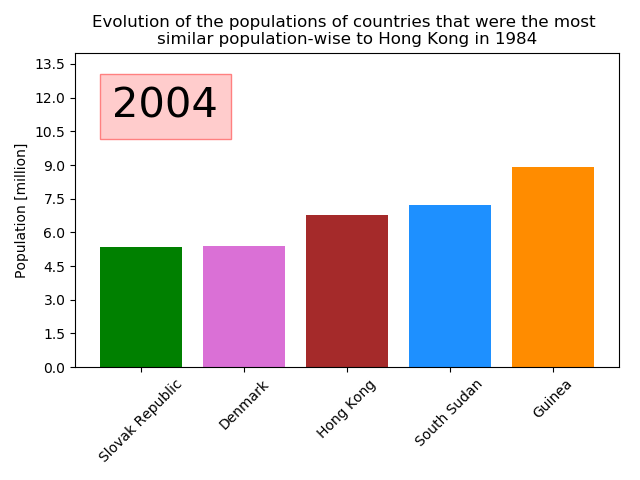 Evolution of the populations of countries that were the most
similar population-wise to Hong Kong in 1984
2004
Population [million]
13.5
12.0
10.5
9.0
7.5
6.0
4.5
3.0
1.5
0.0
Slovak Republic
Denmark
Hong Kong
South Sudan
Guinea